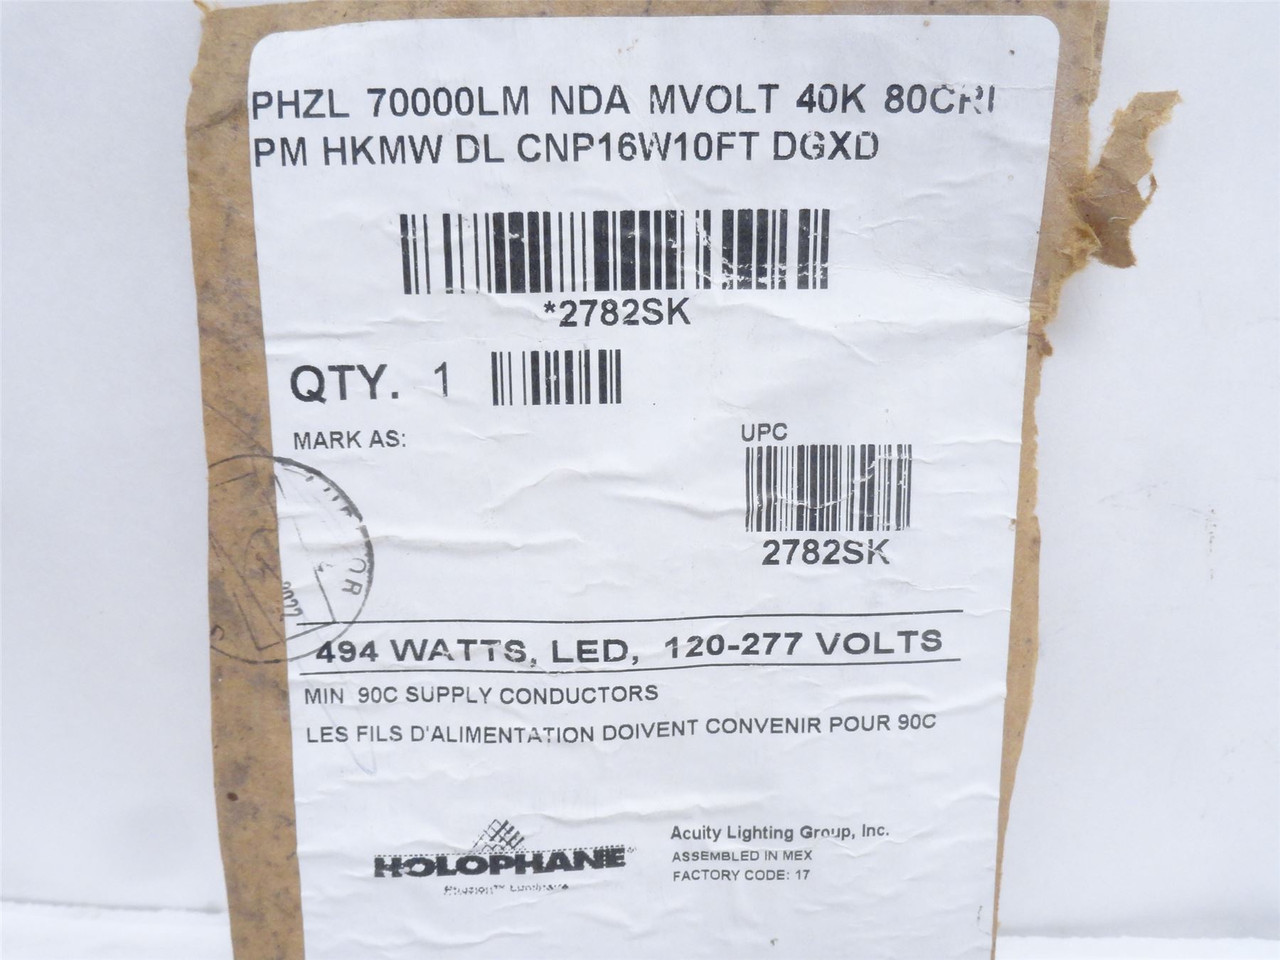 PHZL 70000LM NDA MVOLT 40K 80CRI
PM HKMW DL CNP16W10FT DGXD
*2782SK
QTY. 1
MARK AS:
UPC
2782SK
494 WATTS, LED, 120-277 VOLTS
MIN 90C SUPPLY CONDUCTORS
LES FILS D'ALIMENTATION DOIVENT CONVENIR POUR 90C
HOLOPHANE
Acuity Lighting Group, Inc.
ASSEMBLED IN MEX
FACTORY CODE: 17